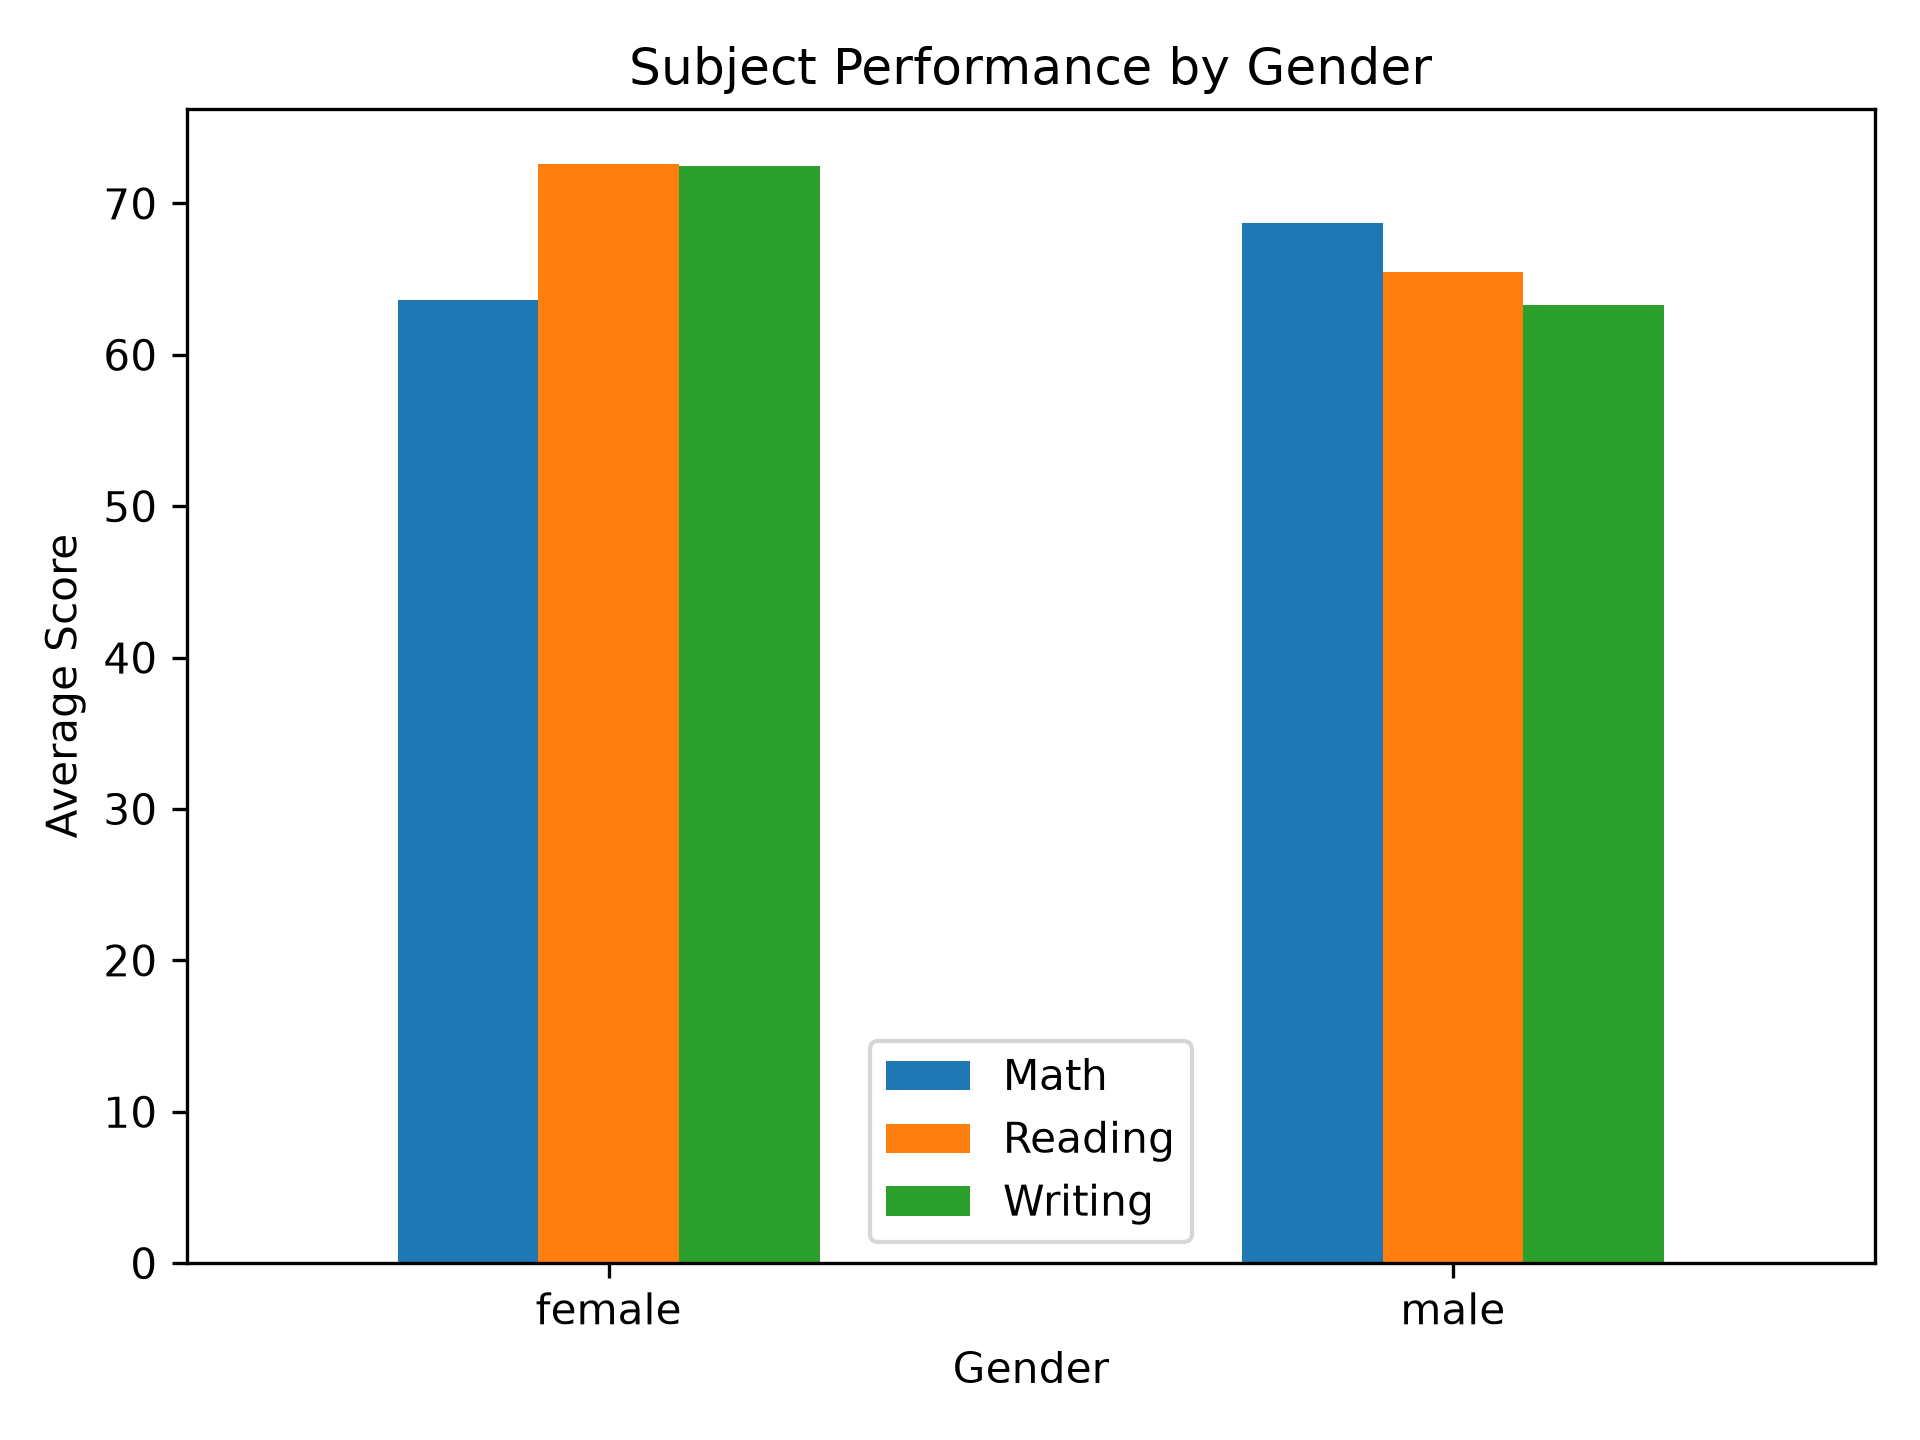 Subject Performance by Gender
70
60
50
40
30
20
10
0
Average Score
Math
Reading
Writing
female
male
Gender